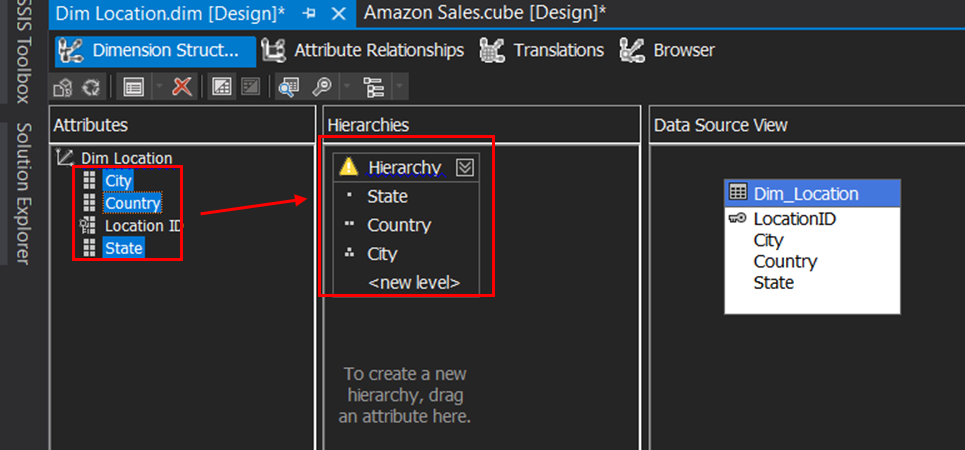 SSIS Toolbox
Solution Explorer
Dim Location.dim [Design]*
Amazon Sales.cube [Design]*
Dimension Struct...
Attribute Relationships
Translations
Browser
Attributes
Dim Location
City
Country
Location ID
State
Hierarchies
Hierarchy
State
Country
City
<new level>
To create a new
hierarchy, drag
an attribute here.
Data Source View
Dim_Location
LocationID
City
Country
State